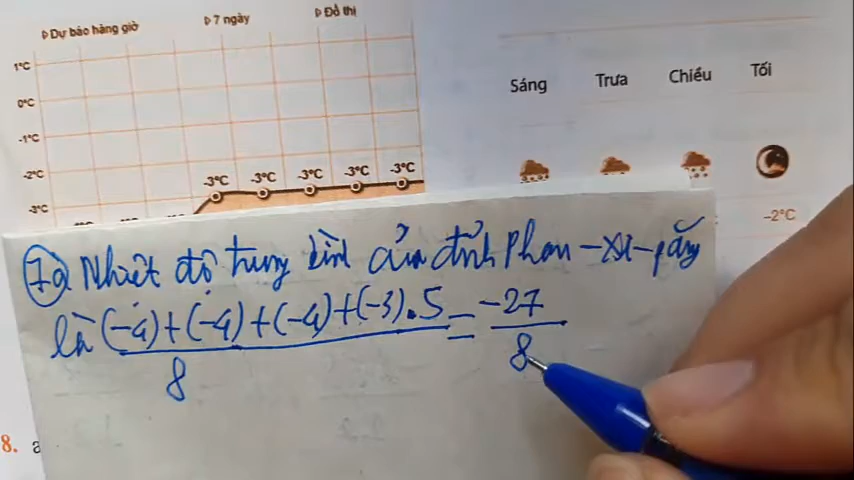 ▷ Dự báo hàng giờ ▷ 7 ngày ▷ Đồ thị
1°C
0°C
-1°C
-2°C
-3°C
-3°C -3°C -3°C -3°C -3°C
Sáng Trưa Chiều Tối
-2°C
7a Nhiệt độ trung bình của đỉnh Phan-Xi-păng
là (-4)+(-4)+(-4)+(-3).5 = -27
8 8
8. a